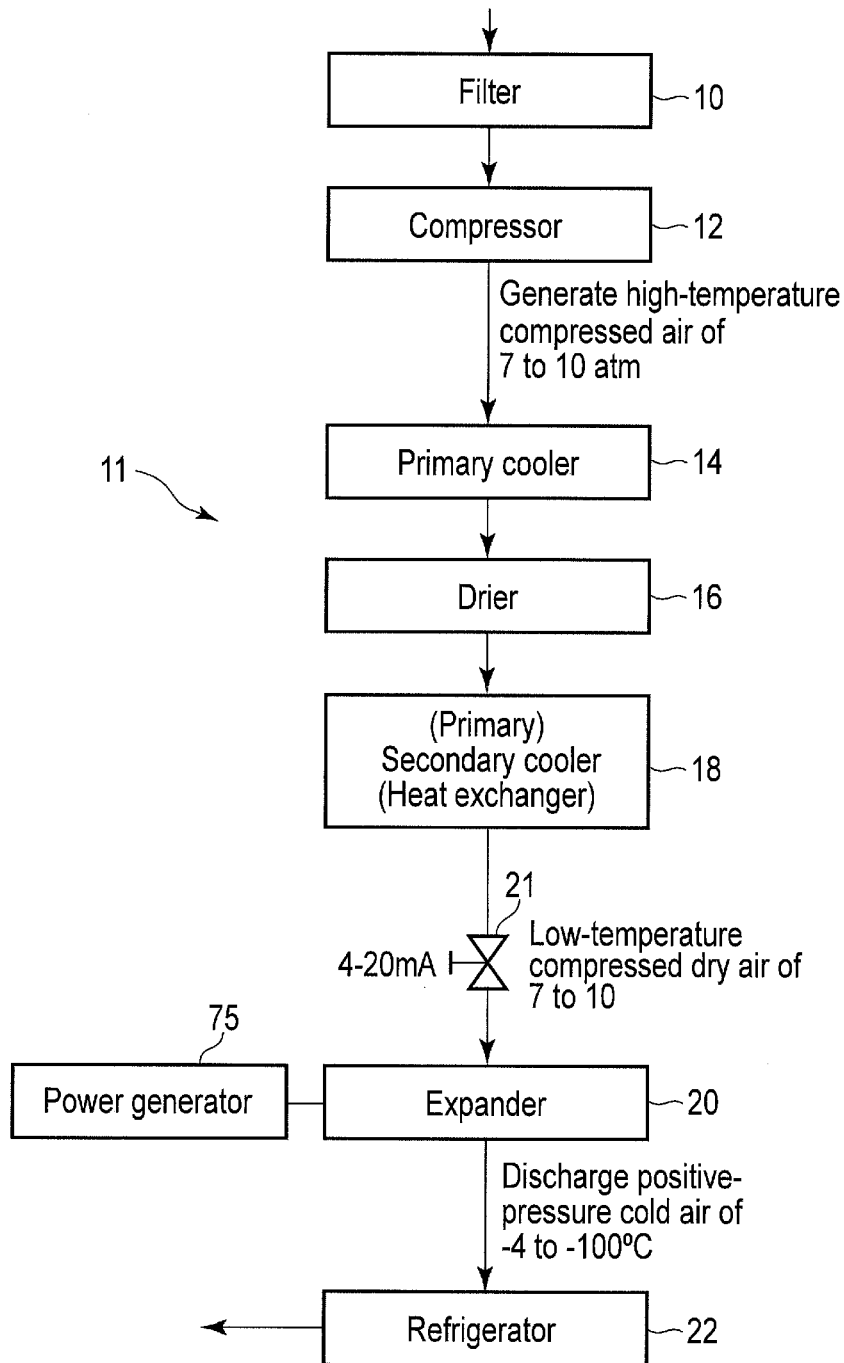 Filter
10
Compressor
12
Generate high-temperature
compressed air of
7 to 10 atm
Primary cooler
14
11
Drier
16
(Primary)
Secondary cooler
(Heat exchanger)
18
21
4-20mA
Low-temperature
compressed dry air of
7 to 10
75
Power generator
Expander
20
Discharge positive-
pressure cold air of
-4 to -100ºC
Refrigerator
22